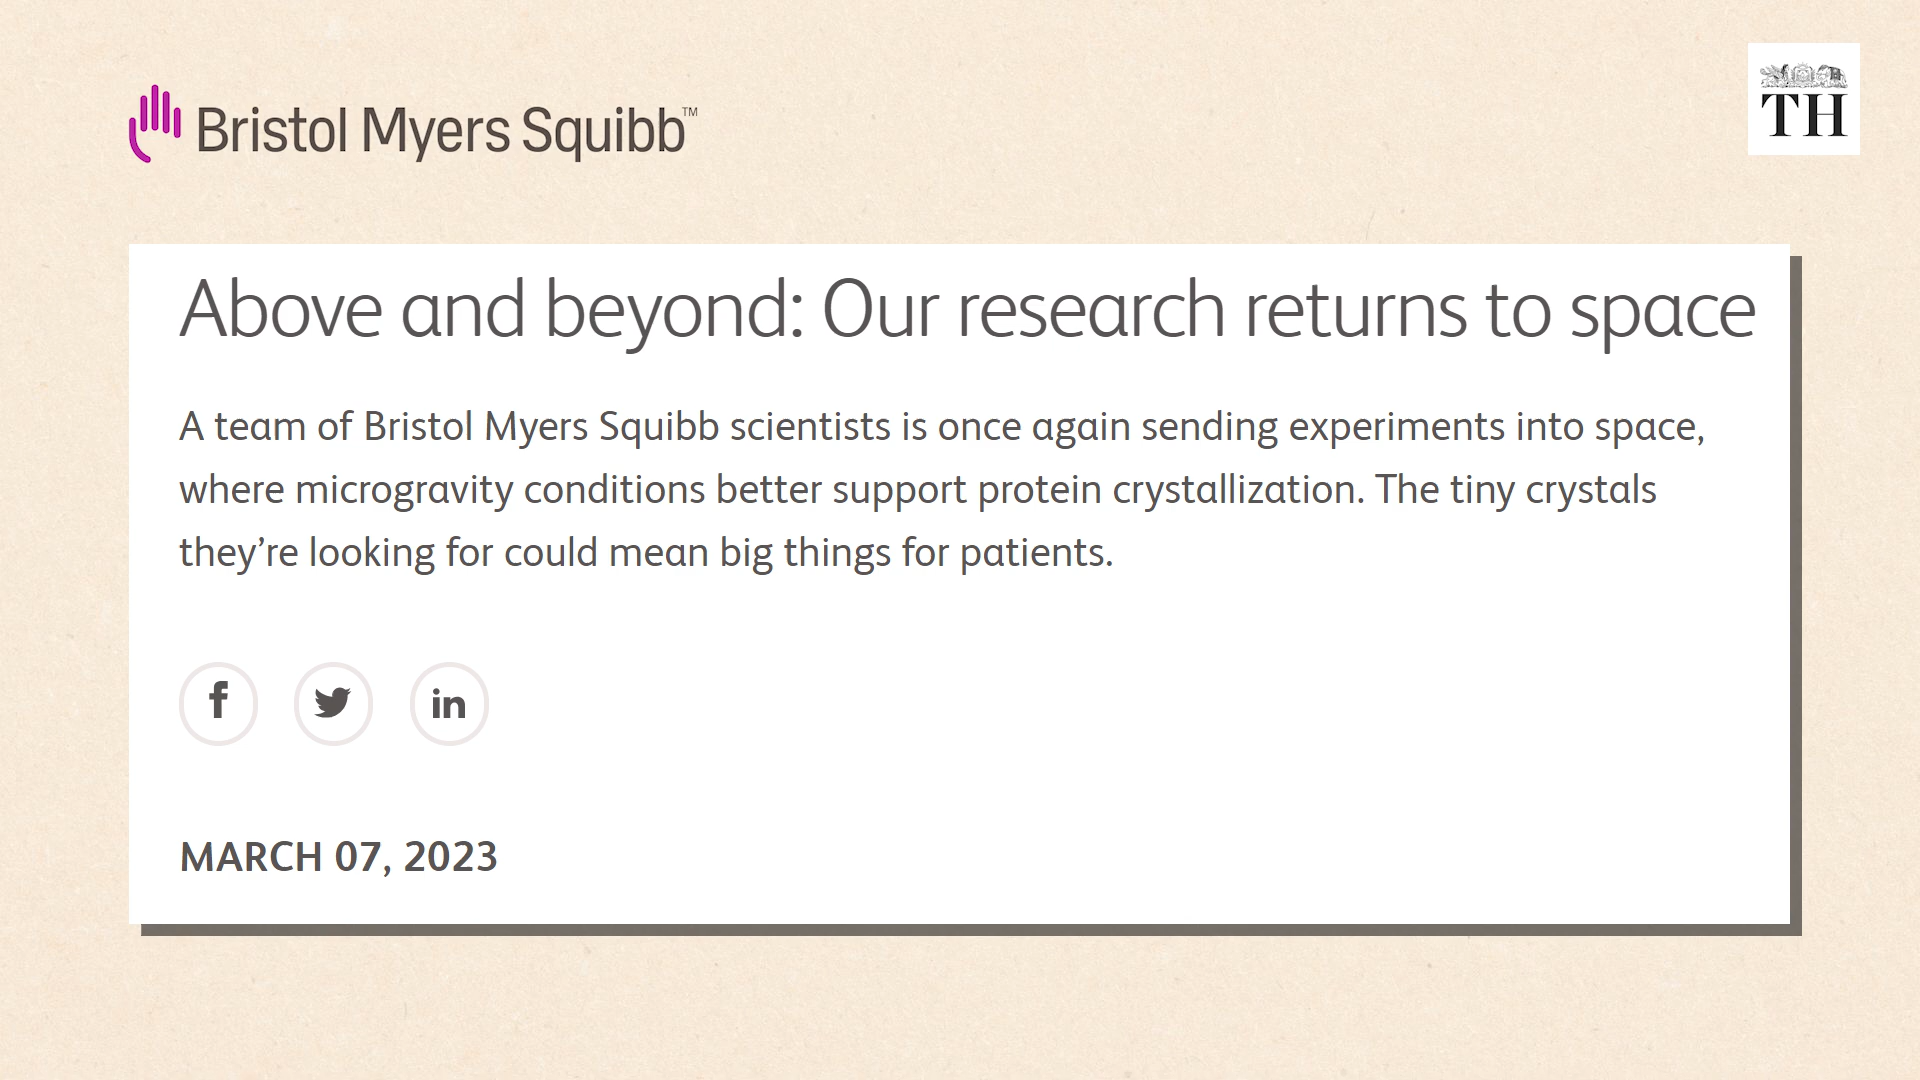 Bristol Myers Squibb™
TH
Above and beyond: Our research returns to space
A team of Bristol Myers Squibb scientists is once again sending experiments into space,
where microgravity conditions better support protein crystallization. The tiny crystals
they’re looking for could mean big things for patients.
f
in
MARCH 07, 2023